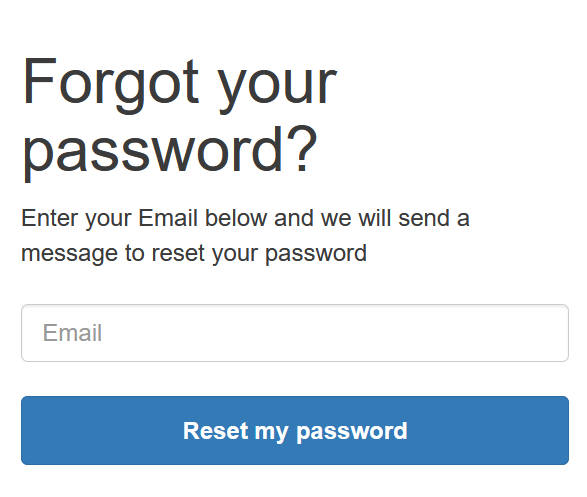 Forgot your
password?
Enter your Email below and we will send a
message to reset your password
Email
Reset my password